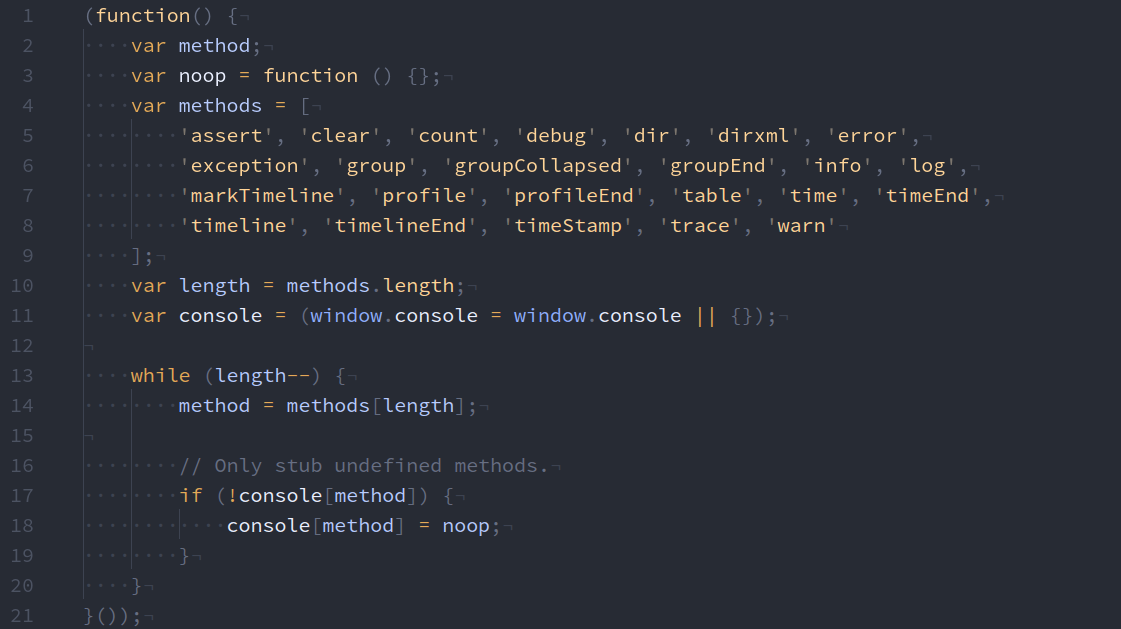 1 (function() {¬
2 ····var method;¬
3 ····var noop = function () {};¬
4 ····var methods = [¬
5 ········'assert', 'clear', 'count', 'debug', 'dir', 'dirxml', 'error',¬
6 ········'exception', 'group', 'groupCollapsed', 'groupEnd', 'info', 'log',¬
7 ········'markTimeline', 'profile', 'profileEnd', 'table', 'time', 'timeEnd',¬
8 ········'timeline', 'timelineEnd', 'timeStamp', 'trace', 'warn'¬
9 ····];¬
10 ····var length = methods.length;¬
11 ····var console = (window.console = window.console || {});¬
12 ¬
13 ····while (length--) {¬
14 ········method = methods[length];¬
15 ¬
16 ········// Only stub undefined methods.¬
17 ········if (!console[method]) {¬
18 ············console[method] = noop;¬
19 ········}¬
20 ····}¬
21 }());¬